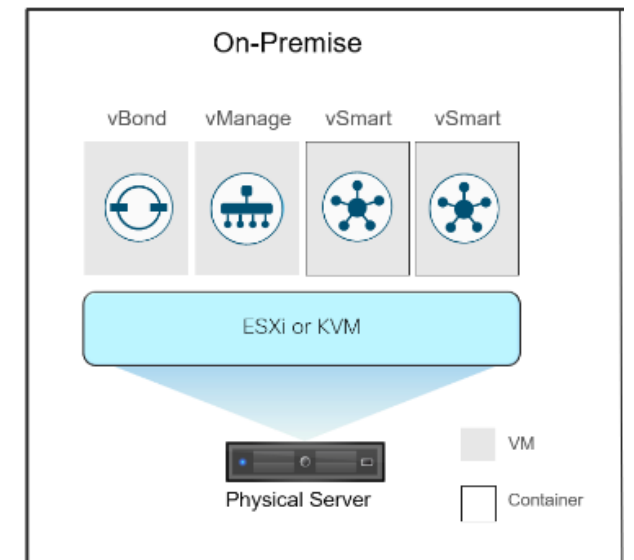 On-Premise
vBond vManage vSmart vSmart
ESXi or KVM
Physical Server
VM
Container